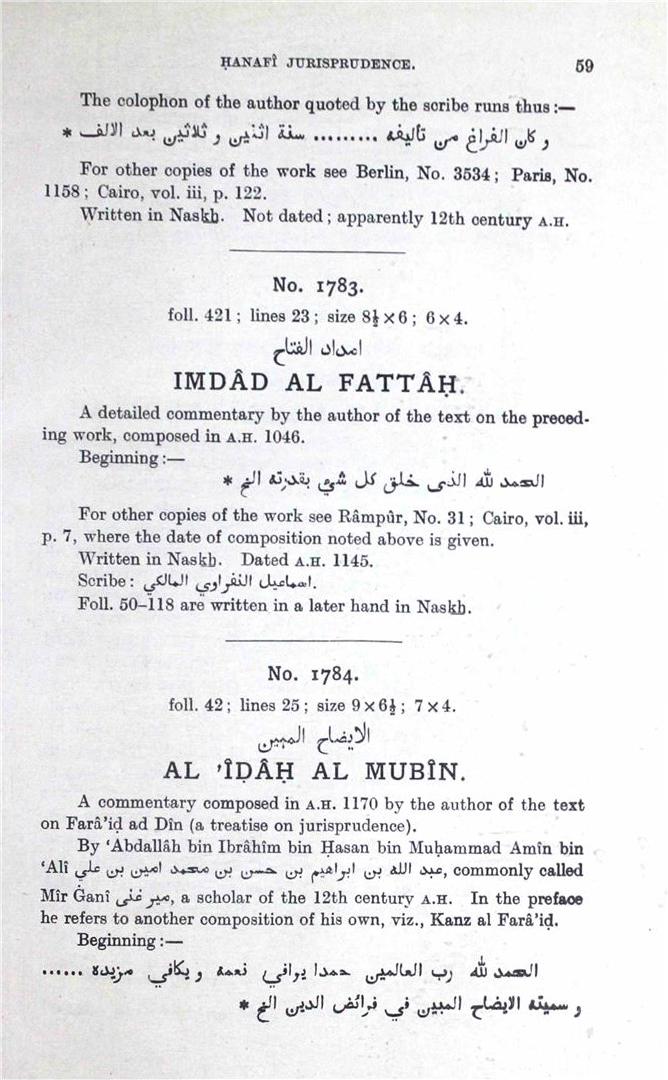 ḤANAFÎ JURISPRUDENCE. 59
The colophon of the author quoted by the scribe runs thus :—
و كان الفراغ من تاليفه ......... سنة اثنين و ثلاثين بعد الالف *
For other copies of the work see Berlin, No. 3534 ; Paris, No.
1158 ; Cairo, vol. iii, p. 122.
Written in Naskh. Not dated ; apparently 12th century A.H.
No. 1783.
foll. 421 ; lines 23 ; size 8½ × 6 ; 6 × 4.
امداد الفتاح
IMDÂD AL FATTÂḤ.
A detailed commentary by the author of the text on the preced-
ing work, composed in A.H. 1046.
Beginning :—
الحمد لله الذى خلق كل شي بقدرته الخ *
For other copies of the work see Râmpûr, No. 31 ; Cairo, vol. iii,
p. 7, where the date of composition noted above is given.
Written in Naskh. Dated A.H. 1145.
Scribe : اسماعيل النفراوي المالكي.
Foll. 50–118 are written in a later hand in Naskh.
No. 1784.
foll. 42 ; lines 25 ; size 9 × 6½ ; 7 × 4.
الايضاح المبين
AL ’ÎḌÂḤ AL MUBÎN.
A commentary composed in A.H. 1170 by the author of the text
on Farâ’iḍ ad Dîn (a treatise on jurisprudence).
By ‘Abdallâh bin Ibrâhîm bin Ḥasan bin Muḥammad Amîn bin
‘Alî عبد الله بن ابراهيم بن حسن بن محمد امين بن علي, commonly called
Mîr Ġanî مير غنى, a scholar of the 12th century A.H. In the preface
he refers to another composition of his own, viz., Kanz al Farâ’iḍ.
Beginning :—
الحمد لله رب العالمين حمدا يوافي نعمه و يكافي مزيده ......
و سميته الايضاح المبين في فرائض الدين الخ *